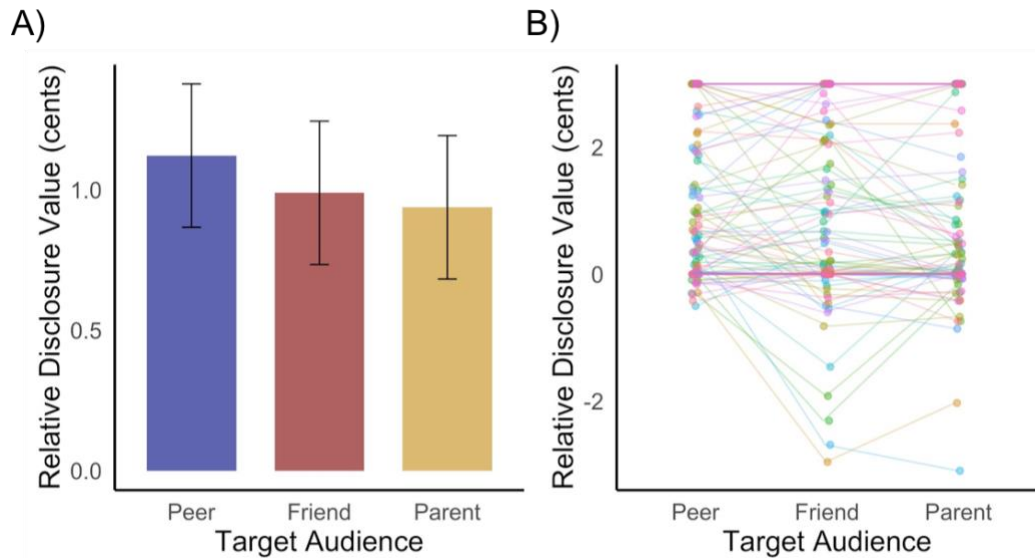 A)
B)
Relative Disclosure Value (cents)
1.0
0.5
0.0
Peer Friend Parent
Target Audience
Relative Disclosure Value (cents)
2
0
-2
Peer Friend Parent
Target Audience